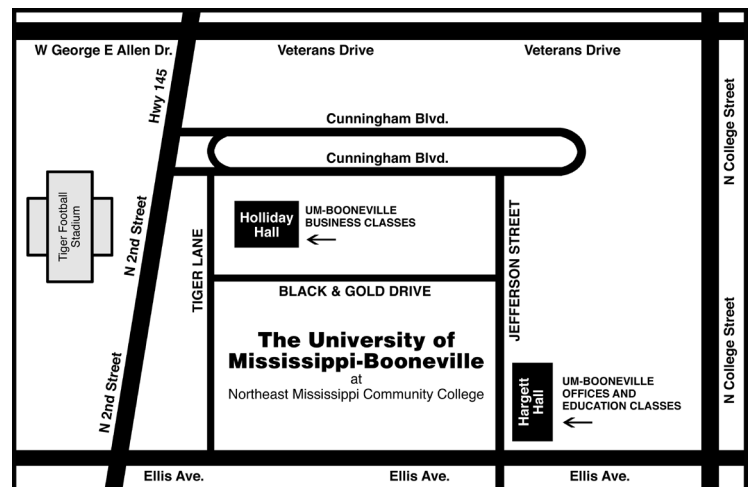 W George E Allen Dr.
Veterans Drive
Veterans Drive
Hwy 145
N College Street
Cunningham Blvd.
Cunningham Blvd.
Tiger Football
Stadium
N 2nd Street
TIGER LANE
Holliday
Hall
UM-BOONEVILLE
BUSINESS CLASSES
JEFFERSON STREET
BLACK & GOLD DRIVE
The University of
Mississippi-Booneville
at
Northeast Mississippi Community College
N 2nd Street
Hargett
Hall
UM-BOONEVILLE
OFFICES AND
EDUCATION CLASSES
N College Street
Ellis Ave.
Ellis Ave.
Ellis Ave.